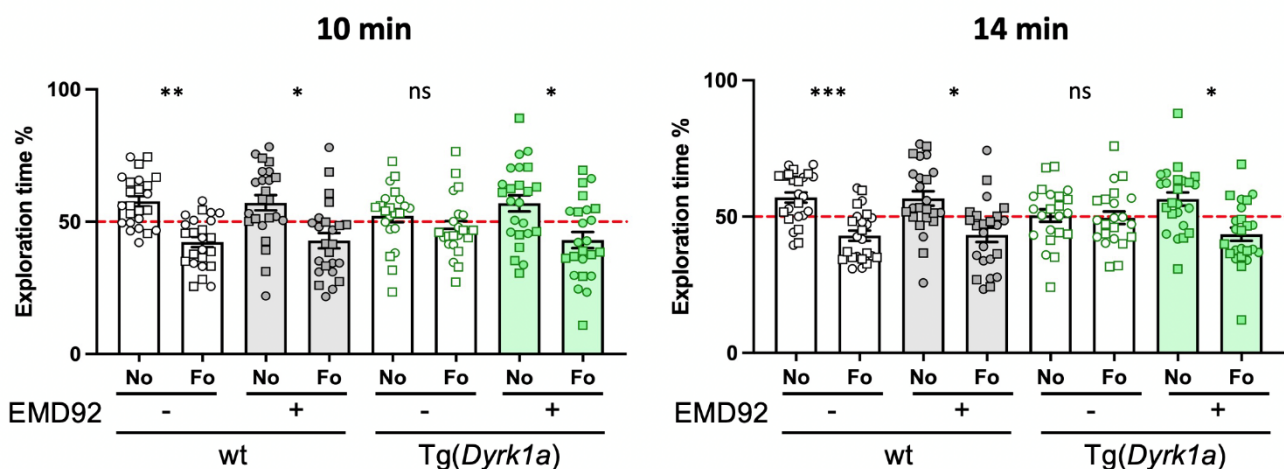 10 min
14 min
Exploration time %
100
50
0
** * ns *
No Fo No Fo No Fo No Fo
EMD92 - + - +
wt Tg(Dyrk1a)
Exploration time %
100
50
0
*** * ns *
No Fo No Fo No Fo No Fo
EMD92 - + - +
wt Tg(Dyrk1a)